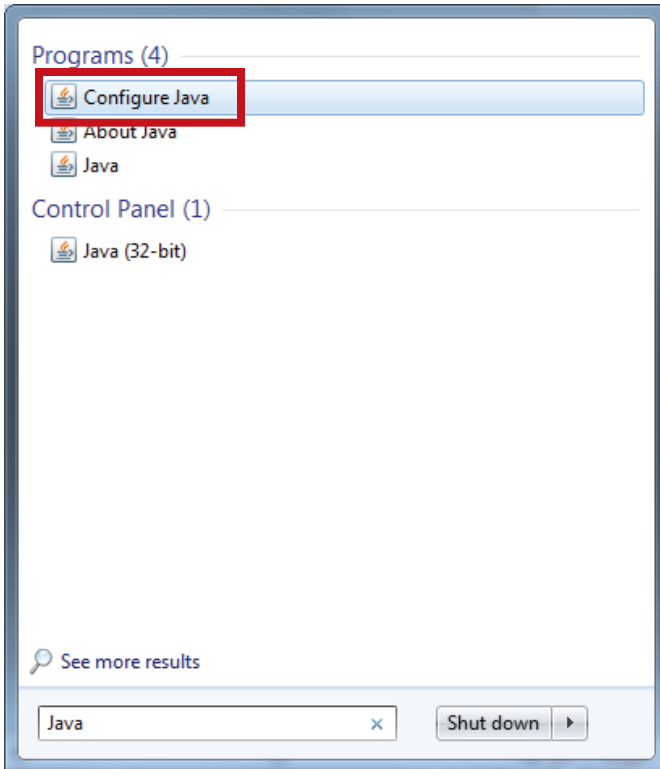 Programs (4)
Configure Java
About Java
Java
Control Panel (1)
Java (32-bit)
See more results
Java
Shut down